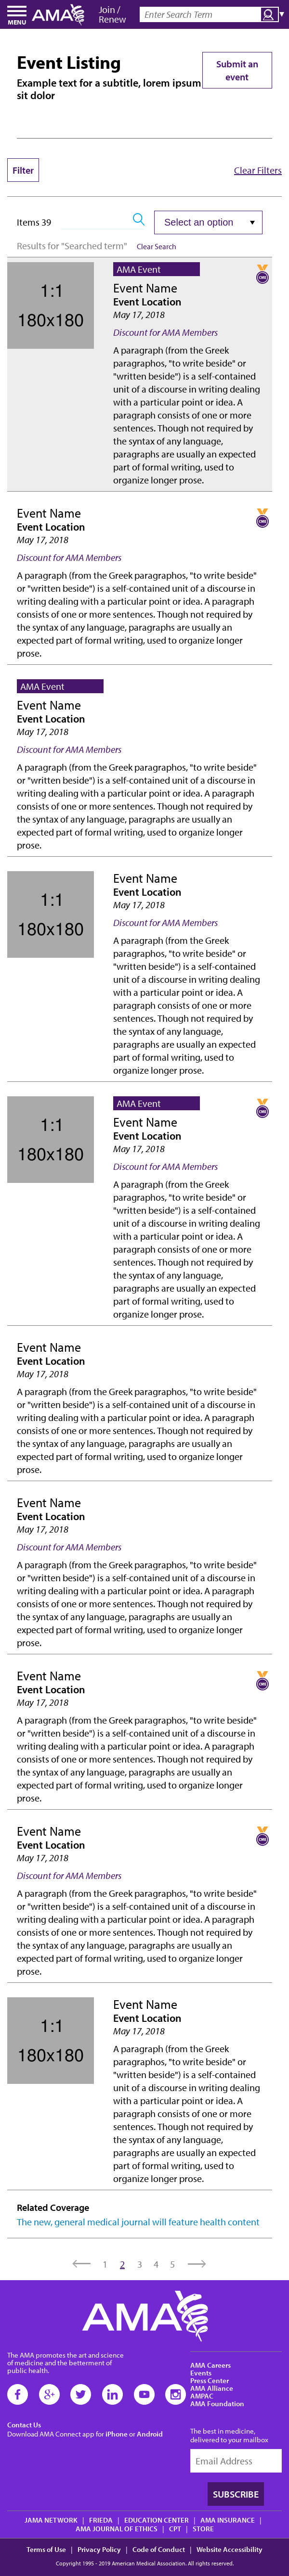 MENU
AMA
Join /
Renew
Enter Search Term
Event Listing
Example text for a subtitle, lorem ipsum
sit dolor
Submit an
event
Filter
Clear Filters
Items 39
Select an option
Results for "Searched term"
Clear Search
1:1
180x180
AMA Event
CME
Event Name
Event Location
May 17, 2018
Discount for AMA Members
A paragraph (from the Greek
paragraphos, "to write beside" or
"written beside") is a self-contained
unit of a discourse in writing dealing
with a particular point or idea. A
paragraph consists of one or more
sentences. Though not required by
the syntax of any language,
paragraphs are usually an expected
part of formal writing, used to
organize longer prose.
Event Name
CME
Event Location
May 17, 2018
Discount for AMA Members
A paragraph (from the Greek paragraphos, "to write beside"
or "written beside") is a self-contained unit of a discourse in
writing dealing with a particular point or idea. A paragraph
consists of one or more sentences. Though not required by
the syntax of any language, paragraphs are usually an
expected part of formal writing, used to organize longer
prose.
AMA Event
Event Name
Event Location
May 17, 2018
Discount for AMA Members
A paragraph (from the Greek paragraphos, "to write beside"
or "written beside") is a self-contained unit of a discourse in
writing dealing with a particular point or idea. A paragraph
consists of one or more sentences. Though not required by
the syntax of any language, paragraphs are usually an
expected part of formal writing, used to organize longer
prose.
1:1
180x180
Event Name
Event Location
May 17, 2018
Discount for AMA Members
A paragraph (from the Greek
paragraphos, "to write beside" or
"written beside") is a self-contained
unit of a discourse in writing dealing
with a particular point or idea. A
paragraph consists of one or more
sentences. Though not required by
the syntax of any language,
paragraphs are usually an expected
part of formal writing, used to
organize longer prose.
1:1
180x180
AMA Event
CME
Event Name
Event Location
May 17, 2018
Discount for AMA Members
A paragraph (from the Greek
paragraphos, "to write beside" or
"written beside") is a self-contained
unit of a discourse in writing dealing
with a particular point or idea. A
paragraph consists of one or more
sentences. Though not required by
the syntax of any language,
paragraphs are usually an expected
part of formal writing, used to
organize longer prose.
Event Name
Event Location
May 17, 2018
A paragraph (from the Greek paragraphos, "to write beside"
or "written beside") is a self-contained unit of a discourse in
writing dealing with a particular point or idea. A paragraph
consists of one or more sentences. Though not required by
the syntax of any language, paragraphs are usually an
expected part of formal writing, used to organize longer
prose.
Event Name
Event Location
May 17, 2018
Discount for AMA Members
A paragraph (from the Greek paragraphos, "to write beside"
or "written beside") is a self-contained unit of a discourse in
writing dealing with a particular point or idea. A paragraph
consists of one or more sentences. Though not required by
the syntax of any language, paragraphs are usually an
expected part of formal writing, used to organize longer
prose.
Event Name
CME
Event Location
May 17, 2018
A paragraph (from the Greek paragraphos, "to write beside"
or "written beside") is a self-contained unit of a discourse in
writing dealing with a particular point or idea. A paragraph
consists of one or more sentences. Though not required by
the syntax of any language, paragraphs are usually an
expected part of formal writing, used to organize longer
prose.
Event Name
CME
Event Location
May 17, 2018
Discount for AMA Members
A paragraph (from the Greek paragraphos, "to write beside"
or "written beside") is a self-contained unit of a discourse in
writing dealing with a particular point or idea. A paragraph
consists of one or more sentences. Though not required by
the syntax of any language, paragraphs are usually an
expected part of formal writing, used to organize longer
prose.
1:1
180x180
Event Name
Event Location
May 17, 2018
A paragraph (from the Greek
paragraphos, "to write beside" or
"written beside") is a self-contained
unit of a discourse in writing dealing
with a particular point or idea. A
paragraph consists of one or more
sentences. Though not required by
the syntax of any language,
paragraphs are usually an expected
part of formal writing, used to
organize longer prose.
Related Coverage
The new, general medical journal will feature health content
1 2 3 4 5
AMA
The AMA promotes the art and science
of medicine and the betterment of
public health.
Contact Us
Download AMA Connect app for iPhone or Android
AMA Careers
Events
Press Center
AMA Alliance
AMPAC
AMA Foundation
The best in medicine,
delivered to your mailbox
Email Address
SUBSCRIBE
JAMA NETWORK | FRIEDA | EDUCATION CENTER | AMA INSURANCE |
AMA JOURNAL OF ETHICS | CPT | STORE
Terms of Use | Privacy Policy | Code of Conduct | Website Accessibility
Copyright 1995 - 2019 American Medical Association. All rights reserved.